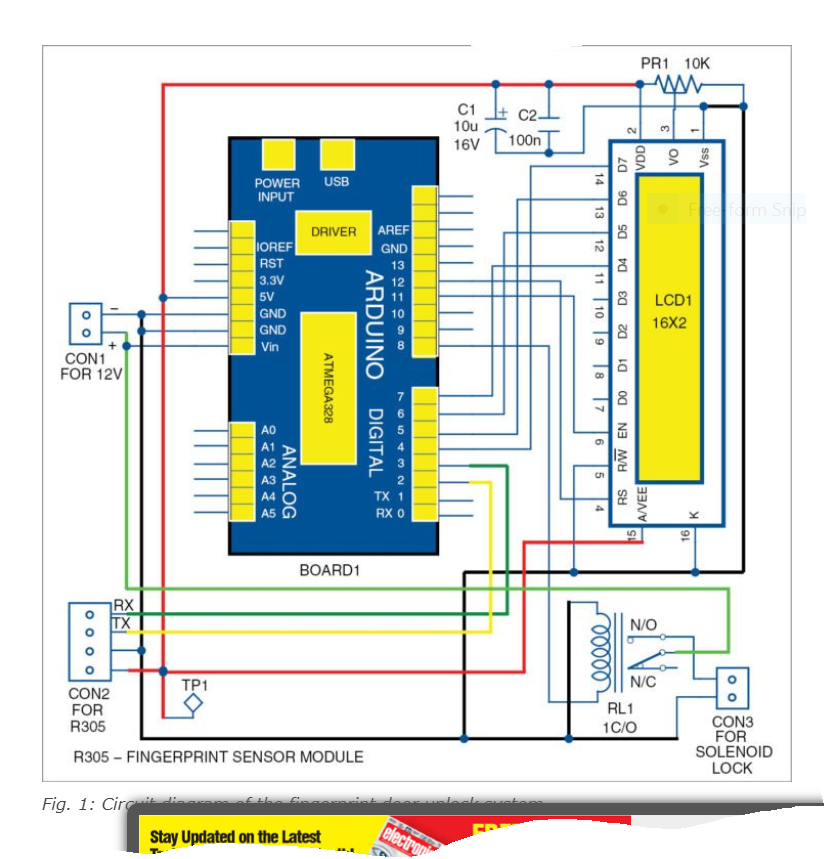 PR1 10K
C1
10u
16V
C2
100n
2
3
1
VDD
VO
Vss
14
D7
13
D6
12
D5
11
D4
10
D3
9
D2
8
D1
7
D0
6
EN
5
R/W
4
RS
15
A/VEE
16
K
LCD1
16X2
Free-form Snip
POWER
INPUT
USB
DRIVER
IOREF
RST
3.3V
5V
GND
GND
Vin
AREF
GND
13
12
11
10
9
8
ARDUINO
ATMEGA328
7
6
5
4
3
2
TX 1
RX 0
DIGITAL
A0
A1
A2
A3
A4
A5
ANALOG
BOARD1
–
+
CON1
FOR 12V
RX
TX
CON2
FOR
R305
TP1
N/O
N/C
RL1
1C/O
CON3
FOR
SOLENOID
LOCK
R305 – FINGERPRINT SENSOR MODULE
Fig. 1: Circuit diagram of the fingerprint door unlock system
Stay Updated on the Latest